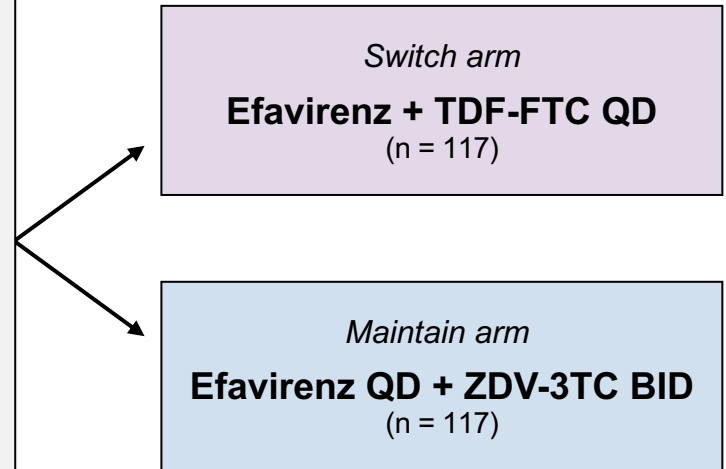 Switch arm
Efavirenz + TDF-FTC QD
(n = 117)
Maintain arm
Efavirenz QD + ZDV-3TC BID
(n = 117)